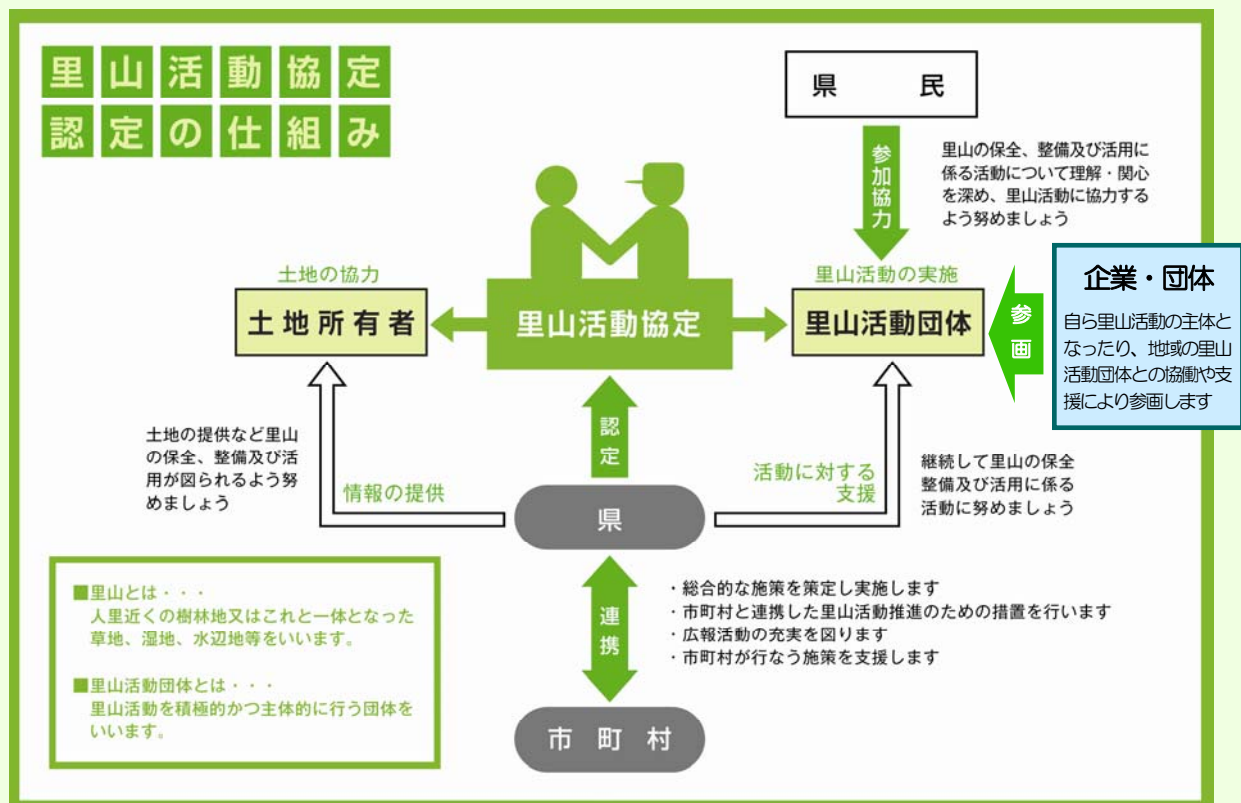 里山活動協定
認定の仕組み
県　民
参加協力
里山の保全、整備及び活用に
係る活動について理解・関心
を深め、里山活動に協力する
よう努めましょう
土地の協力
土地所有者
里山活動協定
里山活動の実施
里山活動団体
参画
企業・団体
自ら里山活動の主体と
なったり、地域の里山
活動団体との協働や支
援により参画します
認定
土地の提供など里山
の保全、整備及び活
用が図られるよう努
めましょう
情報の提供
県
活動に対する
支援
継続して里山の保全
整備及び活用に係る
活動に努めましょう
連携
・総合的な施策を策定し実施します
・市町村と連携した里山活動推進のための措置を行います
・広報活動の充実を図ります
・市町村が行なう施策を支援します
市町村
■里山とは・・・
人里近くの樹林地又はこれと一体となった
草地、湿地、水辺地等をいいます。
■里山活動団体とは・・・
里山活動を積極的かつ主体的に行う団体を
いいます。